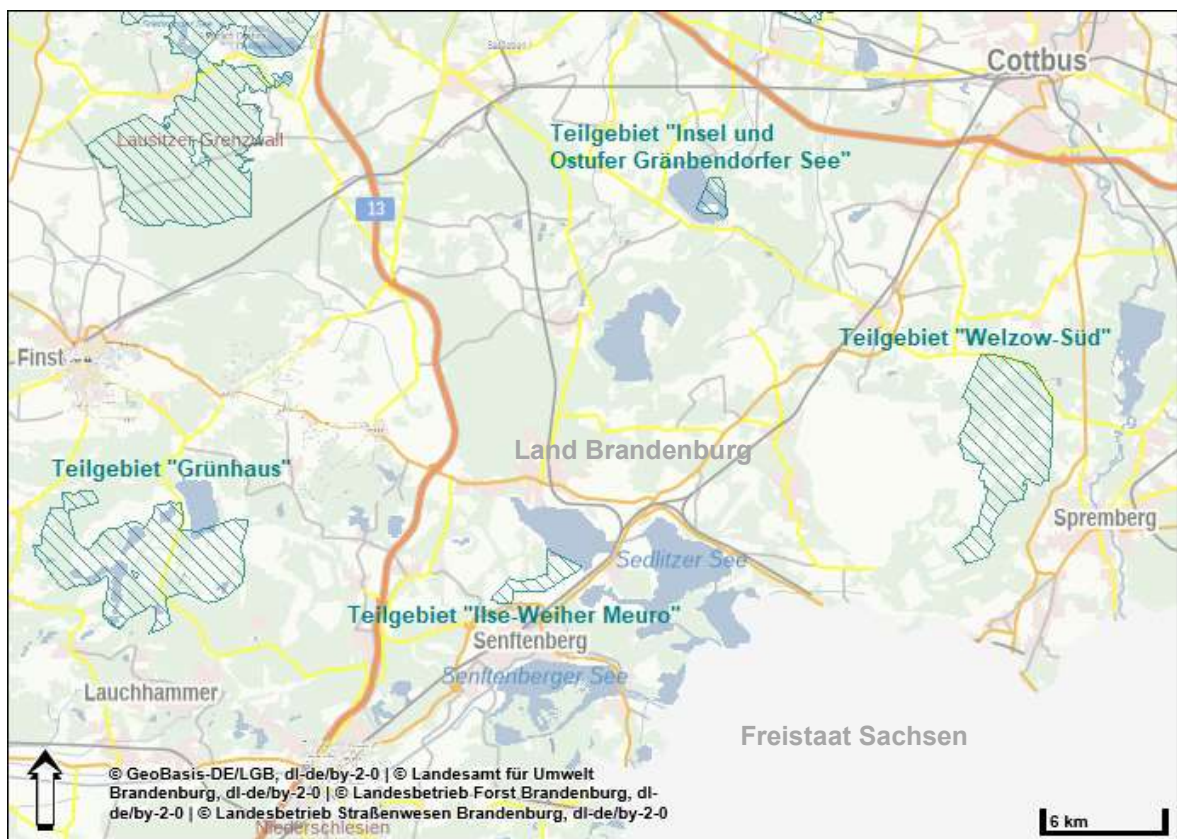 Cottbus
Teilgebiet "Insel und
Ostufer Gränbendorfer See"
Lausitzer Grenzwall
13
Teilgebiet "Welzow-Süd"
Finst
Land Brandenburg
Teilgebiet "Grünhaus"
Spremberg
Sedlitzer See
Teilgebiet "Ilse-Weiher Meuro"
Senftenberg
Senftenberger See
Lauchhammer
Freistaat Sachsen
© GeoBasis-DE/LGB, dl-de/by-2-0 | © Landesamt für Umwelt
Brandenburg, dl-de/by-2-0 | © Landesbetrieb Forst Brandenburg, dl-
de/by-2-0 | © Landesbetrieb Straßenwesen Brandenburg, dl-de/by-2-0
Niederschlesien
6 km